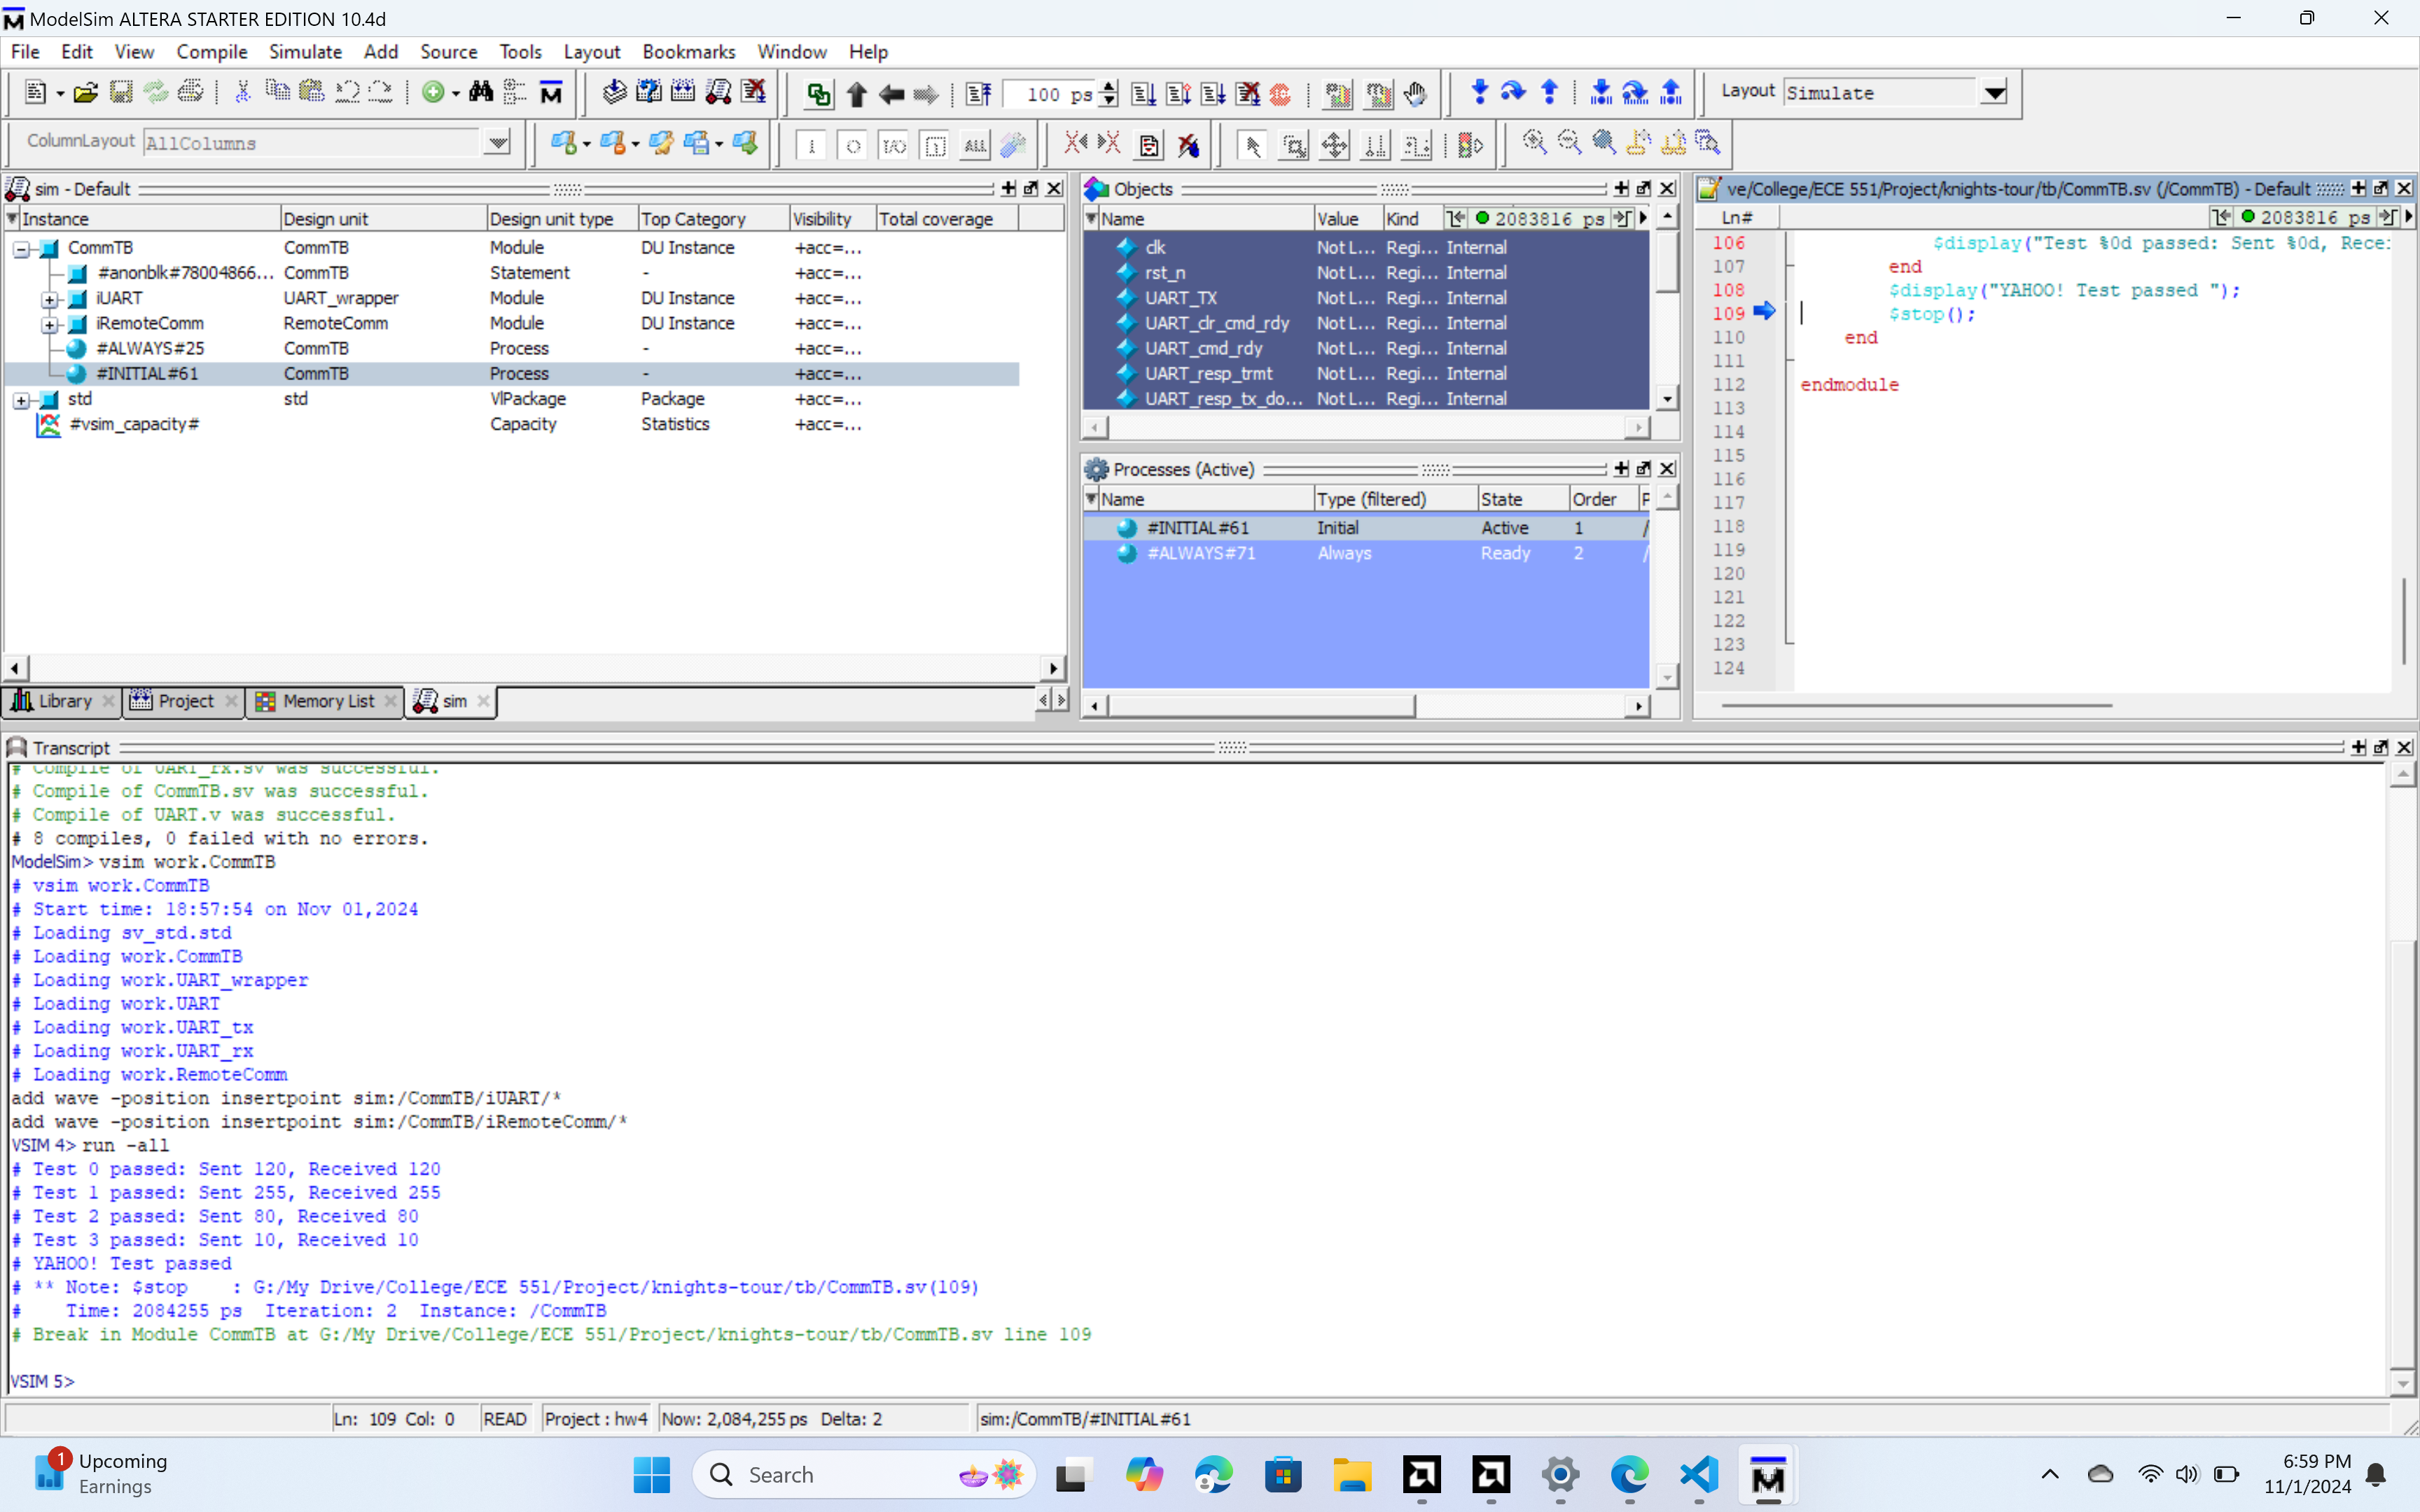 ModelSim ALTERA STARTER EDITION 10.4d
File Edit View Compile Simulate Add Source Tools Layout Bookmarks Window Help
100 ps
Layout Simulate
ColumnLayout AllColumns
sim - Default
Instance Design unit Design unit type Top Category Visibility Total coverage
CommTB CommTB Module DU Instance +acc=...
#anonblk#78004866... CommTB Statement - +acc=...
iUART UART_wrapper Module DU Instance +acc=...
iRemoteComm RemoteComm Module DU Instance +acc=...
#ALWAYS#25 CommTB Process - +acc=...
#INITIAL#61 CommTB Process - +acc=...
std std VlPackage Package +acc=...
#vsim_capacity# Capacity Statistics +acc=...
Library Project Memory List sim
Objects
Name Value Kind 2083816 ps
clk Not L... Regi... Internal
rst_n Not L... Regi... Internal
UART_TX Not L... Regi... Internal
UART_clr_cmd_rdy Not L... Regi... Internal
UART_cmd_rdy Not L... Regi... Internal
UART_resp_trmt Not L... Regi... Internal
UART_resp_tx_do... Not L... Regi... Internal
Processes (Active)
Name Type (filtered) State Order
#INITIAL#61 Initial Active 1 /
#ALWAYS#71 Always Ready 2 /
ve/College/ECE 551/Project/knights-tour/tb/CommTB.sv (/CommTB) - Default
Ln# 2083816 ps
106 $display("Test %0d passed: Sent %0d, Recei
107 end
108 $display("YAHOO! Test passed ");
109 $stop();
110 end
111
112 endmodule
113
114
115
116
117
118
119
120
121
122
123
124
Transcript
# Compile of UART_rx.sv was successful.
# Compile of CommTB.sv was successful.
# Compile of UART.v was successful.
# 8 compiles, 0 failed with no errors.
ModelSim> vsim work.CommTB
# vsim work.CommTB
# Start time: 18:57:54 on Nov 01,2024
# Loading sv_std.std
# Loading work.CommTB
# Loading work.UART_wrapper
# Loading work.UART
# Loading work.UART_tx
# Loading work.UART_rx
# Loading work.RemoteComm
add wave -position insertpoint sim:/CommTB/iUART/*
add wave -position insertpoint sim:/CommTB/iRemoteComm/*
VSIM 4> run -all
# Test 0 passed: Sent 120, Received 120
# Test 1 passed: Sent 255, Received 255
# Test 2 passed: Sent 80, Received 80
# Test 3 passed: Sent 10, Received 10
# YAHOO! Test passed
# ** Note: $stop : G:/My Drive/College/ECE 551/Project/knights-tour/tb/CommTB.sv(109)
# Time: 2084255 ps Iteration: 2 Instance: /CommTB
# Break in Module CommTB at G:/My Drive/College/ECE 551/Project/knights-tour/tb/CommTB.sv line 109
VSIM 5>
Ln: 109 Col: 0 READ Project : hw4 Now: 2,084,255 ps Delta: 2 sim:/CommTB/#INITIAL#61
1 Upcoming
Earnings
Search
6:59 PM
11/1/2024